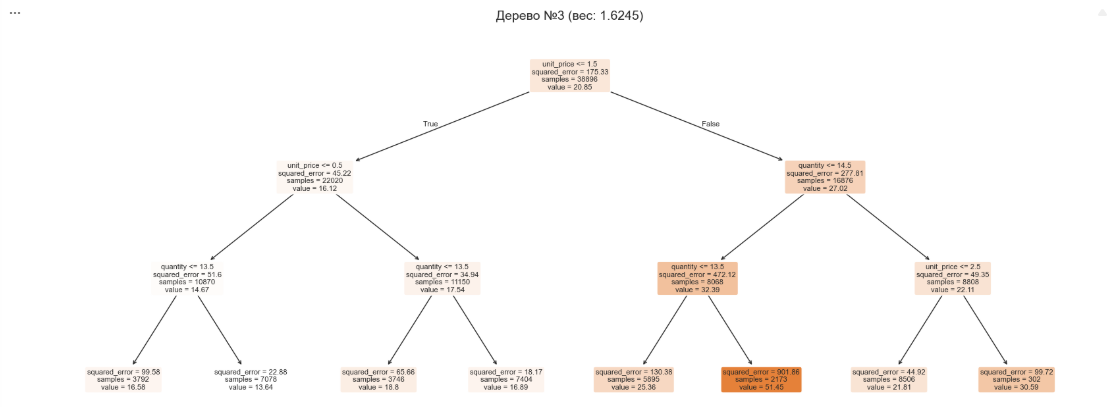 ...
Дерево №3 (вес: 1.6245)
unit_price <= 1.5
squared_error = 175.33
samples = 38896
value = 20.85
True
False
unit_price <= 0.5
squared_error = 45.22
samples = 22020
value = 16.12
quantity <= 14.5
squared_error = 277.81
samples = 16876
value = 27.02
quantity <= 13.5
squared_error = 51.6
samples = 10870
value = 14.67
quantity <= 13.5
squared_error = 34.94
samples = 11150
value = 17.54
quantity <= 13.5
squared_error = 472.12
samples = 8068
value = 32.39
unit_price <= 2.5
squared_error = 49.35
samples = 8808
value = 22.11
squared_error = 99.58
samples = 3792
value = 16.58
squared_error = 22.88
samples = 7078
value = 13.64
squared_error = 65.66
samples = 3746
value = 18.8
squared_error = 18.17
samples = 7404
value = 16.89
squared_error = 130.38
samples = 5895
value = 25.36
squared_error = 901.86
samples = 2173
value = 51.45
squared_error = 44.92
samples = 8506
value = 21.81
squared_error = 99.72
samples = 302
value = 30.59